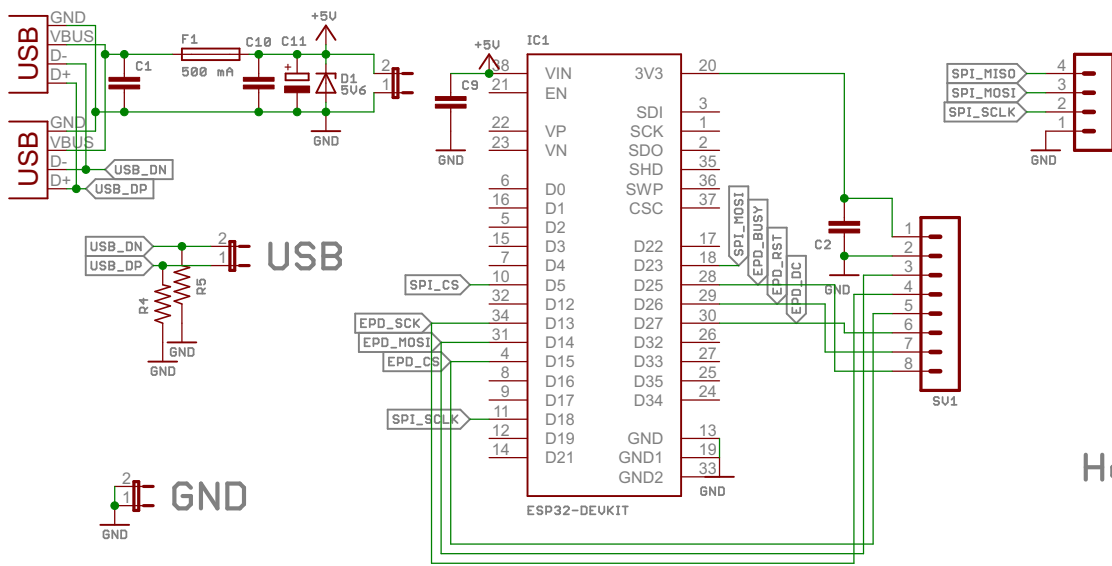 GND
VBUS
D-
D+
USB
GND
VBUS
D-
D+
USB
USB_DN
USB_DP
F1
500 mA
C1
C10
C11
+
+5V
D1
5V6
GND
2
1
USB_DN
USB_DP
2
1
USB
R4
R5
GND
GND
2
1
GND
GND
+5V
C9
GND
IC1
38 VIN
21 EN
22 VP
23 VN
6 D0
16 D1
5 D2
15 D3
7 D4
SPI_CS 10 D5
32 D12
EPD_SCK 34 D13
EPD_MOSI 31 D14
EPD_CS 4 D15
8 D16
9 D17
SPI_SCLK 11 D18
12 D19
14 D21
3V3 20
SDI 3
SCK 1
SDO 2
SHD 35
SWP 36
CSC 37
D22 17
D23 18
D25 28
D26 29
D27 30
D32 26
D33 27
D35 25
D34 24
GND 13
GND1 19
GND2 33
GND
ESP32-DEVKIT
SPI_MOSI
EPD_BUSY
EPD_RST
EPD_DC
C2
GND
1
2
3
4
5
6
7
8
SV1
SPI_MISO 4
SPI_MOSI 3
SPI_SCLK 2
1
GND